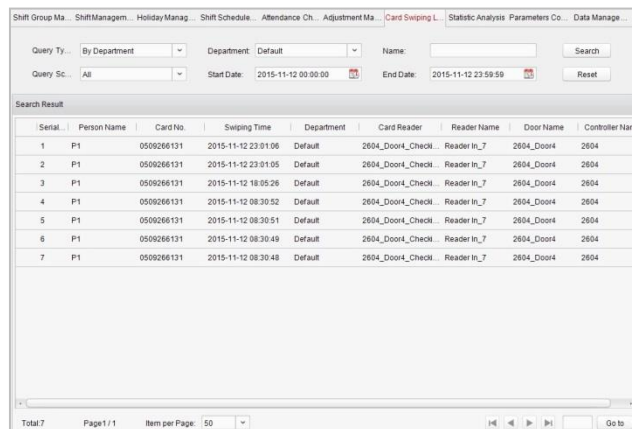 Shift Group Ma... Shift Managem... Holiday Manag... Shift Schedule... Attendance Ch... Adjustment Ma... Card Swiping L... Statistic Analysis Parameters Co... Data Manage...
Query Ty... By Department Department: Default Name: Search
Query Sc... All Start Date: 2015-11-12 00:00:00 End Date: 2015-11-12 23:59:59 Reset
Search Result
Serial... Person Name Card No. Swiping Time Department Card Reader Reader Name Door Name Controller Nam
1 P1 0509266131 2015-11-12 23:01:06 Default 2604_Door4_Checki... Reader In_7 2604_Door4 2604
2 P1 0509266131 2015-11-12 23:01:05 Default 2604_Door4_Checki... Reader In_7 2604_Door4 2604
3 P1 0509266131 2015-11-12 18:05:26 Default 2604_Door4_Checki... Reader In_7 2604_Door4 2604
4 P1 0509266131 2015-11-12 08:30:52 Default 2604_Door4_Checki... Reader In_7 2604_Door4 2604
5 P1 0509266131 2015-11-12 08:30:51 Default 2604_Door4_Checki... Reader In_7 2604_Door4 2604
6 P1 0509266131 2015-11-12 08:30:49 Default 2604_Door4_Checki... Reader In_7 2604_Door4 2604
7 P1 0509266131 2015-11-12 08:30:48 Default 2604_Door4_Checki... Reader In_7 2604_Door4 2604
Total:7 Page1 / 1 Item per Page: 50 Go to